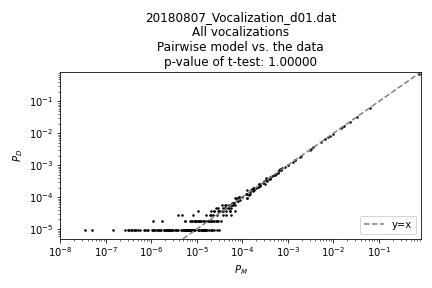 20180807_Vocalization_d01.dat
All vocalizations
Pairwise model vs. the data
p-value of t-test: 1.00000
10⁻¹
10⁻²
10⁻³
10⁻⁴
10⁻⁵
P_D
y=x
10⁻⁸ 10⁻⁷ 10⁻⁶ 10⁻⁵ 10⁻⁴ 10⁻³ 10⁻² 10⁻¹
P_M